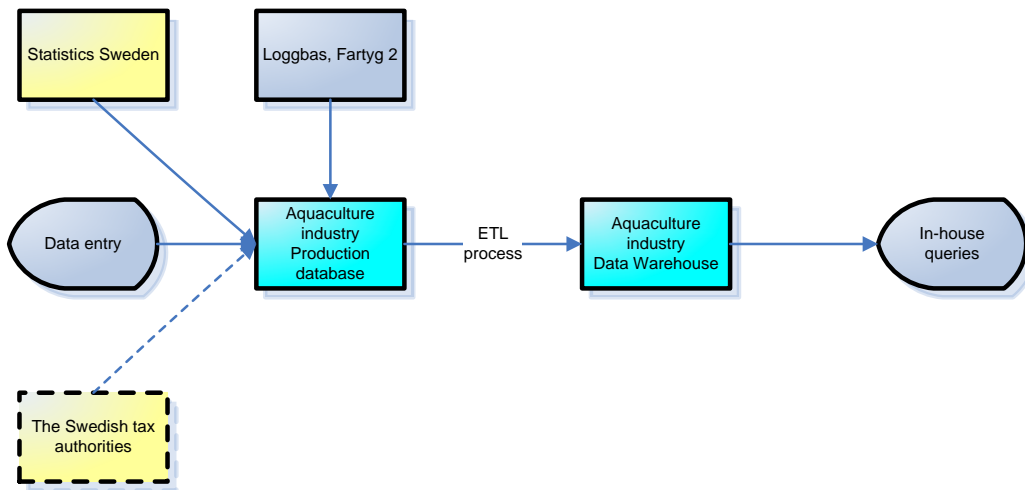 Statistics Sweden
Loggbas, Fartyg 2
Data entry
Aquaculture
industry
Production
database
ETL
process
Aquaculture
industry
Data Warehouse
In-house
queries
The Swedish tax
authorities